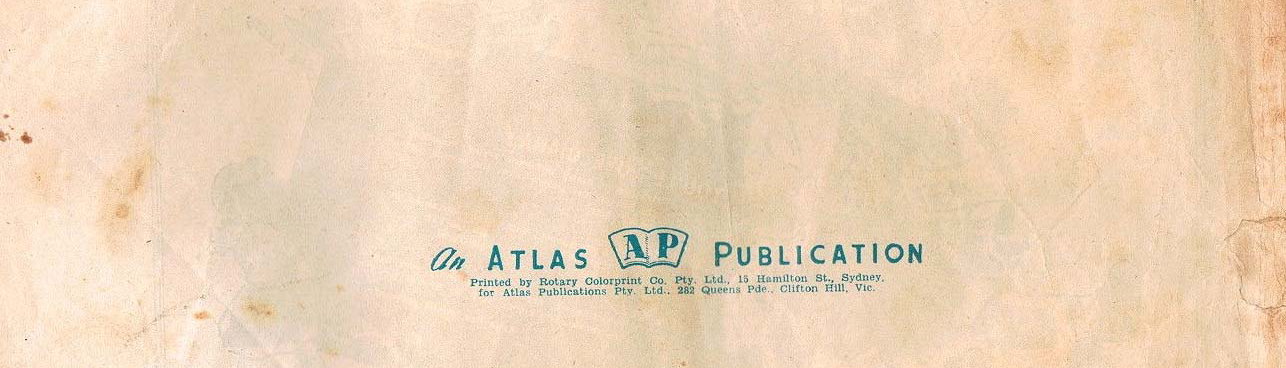 An ATLAS AP PUBLICATION
Printed by Rotary Colorprint Co. Pty. Ltd., 15 Hamilton St., Sydney,
for Atlas Publications Pty. Ltd., 282 Queens Pde., Clifton Hill, Vic.